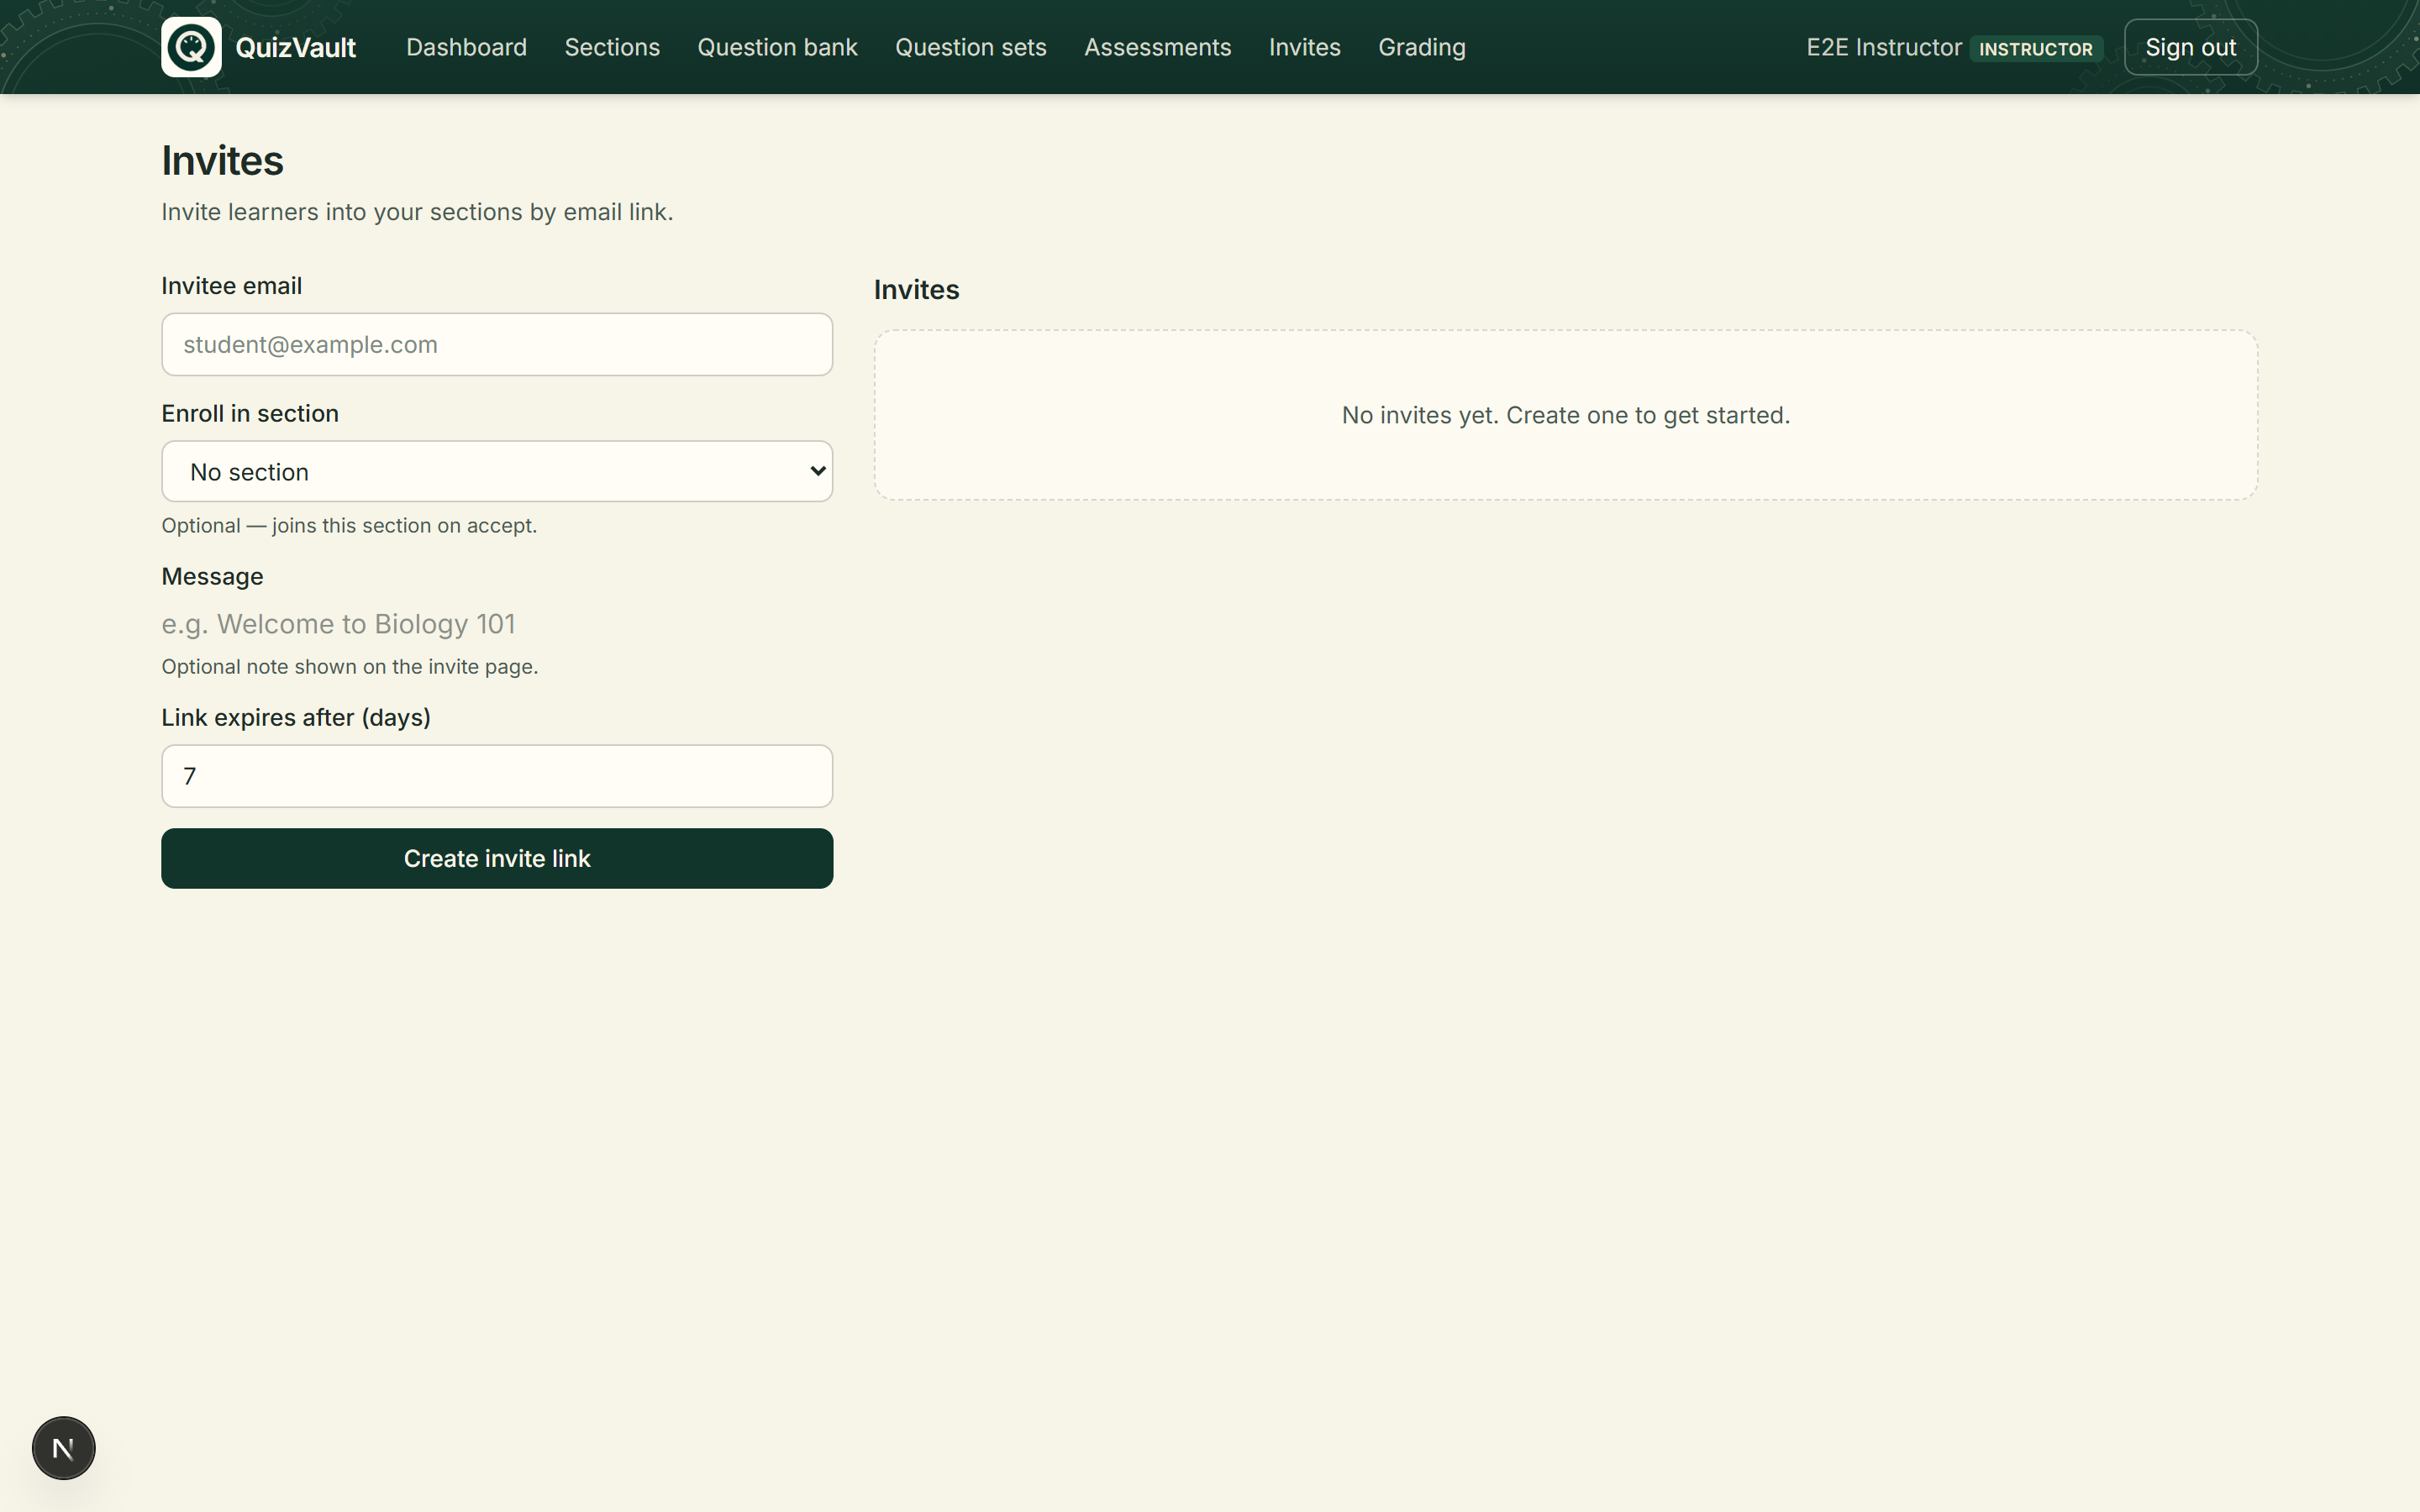 QuizVault Dashboard Sections Question bank Question sets Assessments Invites Grading E2E Instructor INSTRUCTOR Sign out
Invites
Invite learners into your sections by email link.
Invitee email
student@example.com
Enroll in section
No section
Optional — joins this section on accept.
Message
e.g. Welcome to Biology 101
Optional note shown on the invite page.
Link expires after (days)
7
Create invite link
Invites
No invites yet. Create one to get started.
N